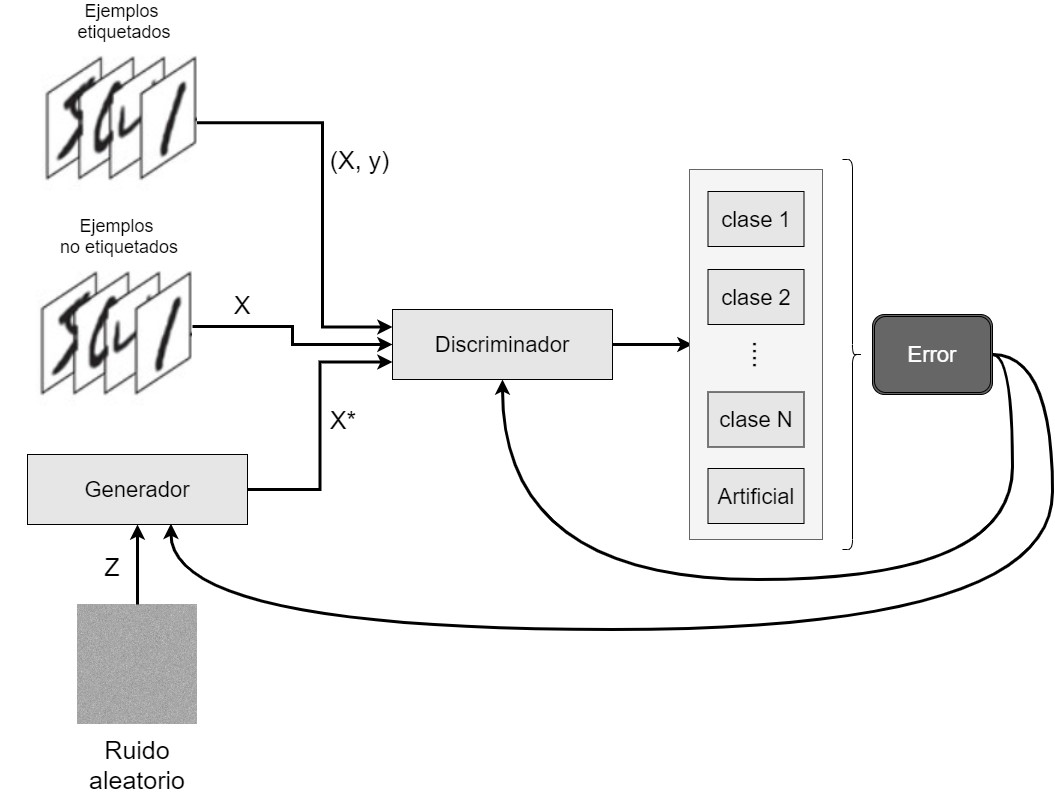 Ejemplos
etiquetados
(X, y)
Ejemplos
no etiquetados
X
Discriminador
clase 1
clase 2
clase N
Artificial
Error
X*
Generador
Z
Ruido
aleatorio